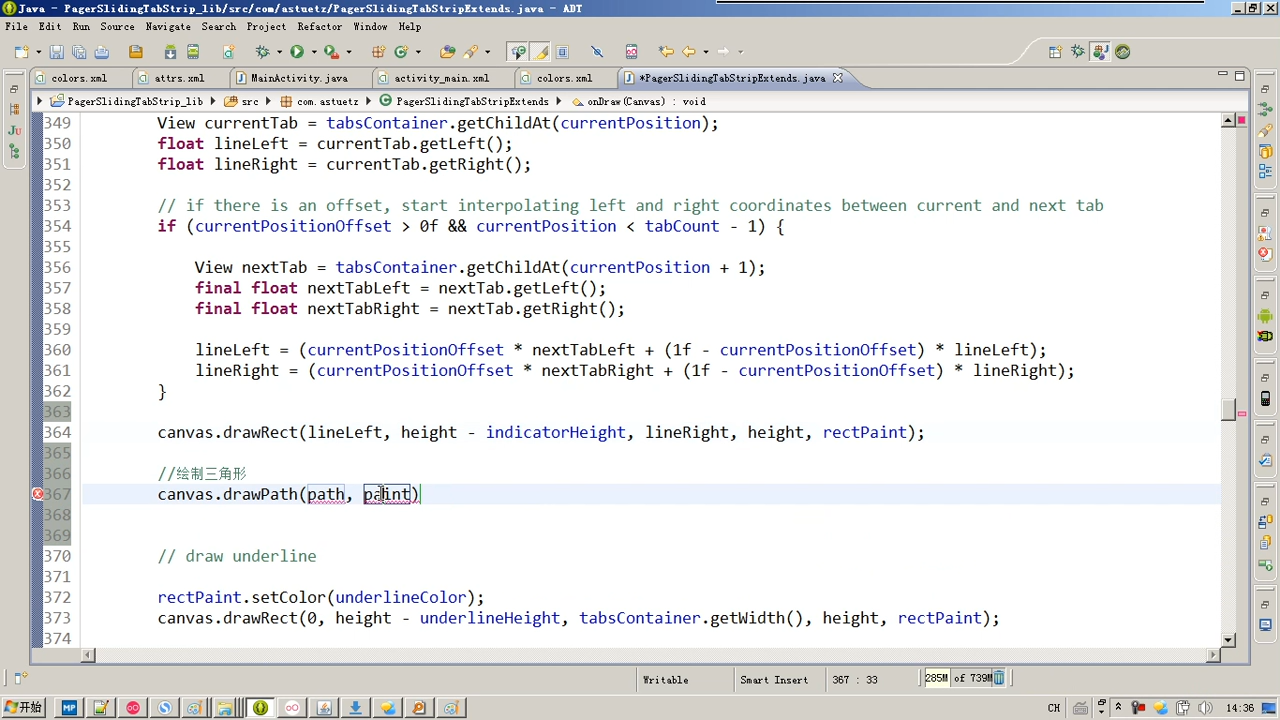 Java - PagerSlidingTabStrip_lib/src/com/astuetz/PagerSlidingTabStripExtends.java - ADT
File Edit Run Source Navigate Search Project Refactor Window Help
colors.xml attrs.xml MainActivity.java activity_main.xml colors.xml *PagerSlidingTabStripExtends.java
PagerSlidingTabStrip_lib src com.astuetz PagerSlidingTabStripExtends onDraw(Canvas) : void
349 View currentTab = tabsContainer.getChildAt(currentPosition);
350 float lineLeft = currentTab.getLeft();
351 float lineRight = currentTab.getRight();
352
353 // if there is an offset, start interpolating left and right coordinates between current and next tab
354 if (currentPositionOffset > 0f && currentPosition < tabCount - 1) {
355
356 View nextTab = tabsContainer.getChildAt(currentPosition + 1);
357 final float nextTabLeft = nextTab.getLeft();
358 final float nextTabRight = nextTab.getRight();
359
360 lineLeft = (currentPositionOffset * nextTabLeft + (1f - currentPositionOffset) * lineLeft);
361 lineRight = (currentPositionOffset * nextTabRight + (1f - currentPositionOffset) * lineRight);
362 }
363
364 canvas.drawRect(lineLeft, height - indicatorHeight, lineRight, height, rectPaint);
365
366 //绘制三角形
367 canvas.drawPath(path, paint)
368
369
370 // draw underline
371
372 rectPaint.setColor(underlineColor);
373 canvas.drawRect(0, height - underlineHeight, tabsContainer.getWidth(), height, rectPaint);
374
Writable Smart Insert 367 : 33 285M of 739M
开始 MP CH 14:36